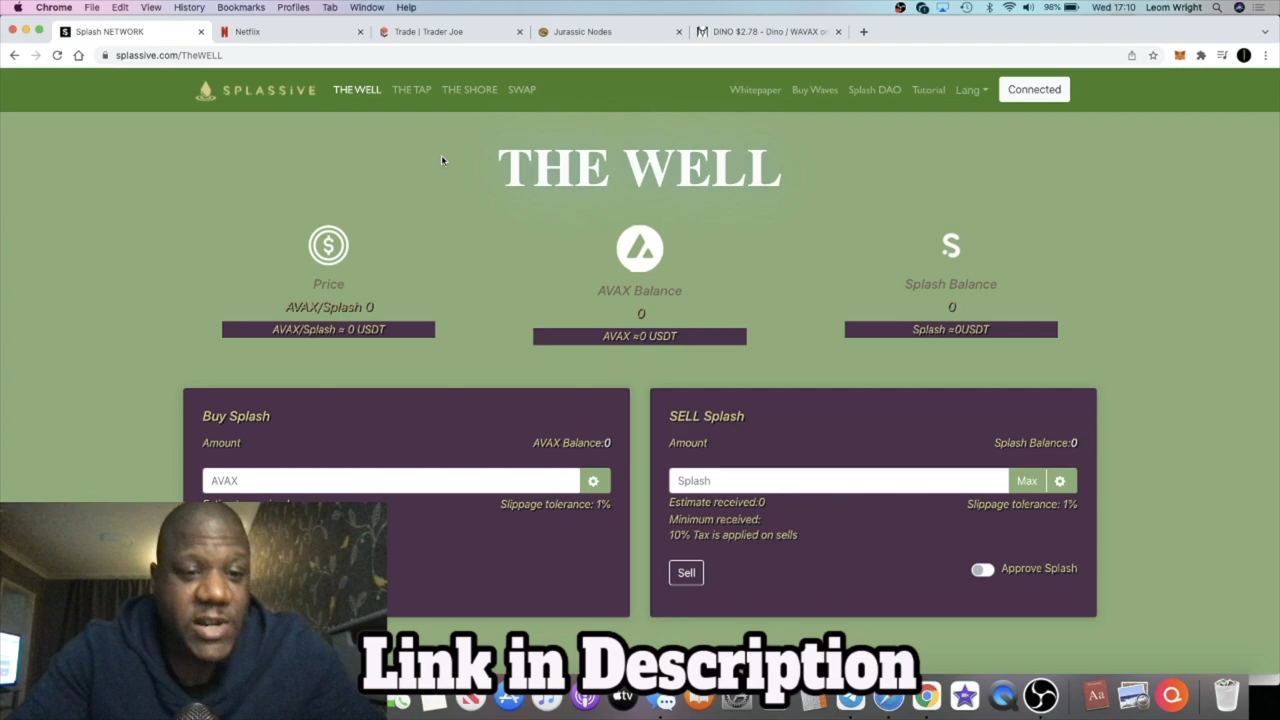 Chrome File Edit View History Bookmarks Profiles Tab Window Help 98% Wed 17:10 Leom Wright
Splash NETWORK Netflix Trade | Trader Joe Jurassic Nodes DINO $2.78 - Dino / WAVAX
splassive.com/TheWELL
SPLASSIVE THE WELL THE TAP THE SHORE SWAP Whitepaper Buy Waves Splash DAO Tutorial Lang Connected
THE WELL
Price AVAX Balance Splash Balance
AVAX/Splash 0 0 0
AVAX/Splash ≈ 0 USDT AVAX ≈0 USDT Splash ≈0USDT
Buy Splash
Amount AVAX Balance:0
AVAX
Slippage tolerance: 1%
SELL Splash
Amount Splash Balance:0
Splash Max
Estimate received:0 Slippage tolerance: 1%
Minimum received:
10% Tax is applied on sells
Sell Approve Splash
Link in Description
tv
Aa